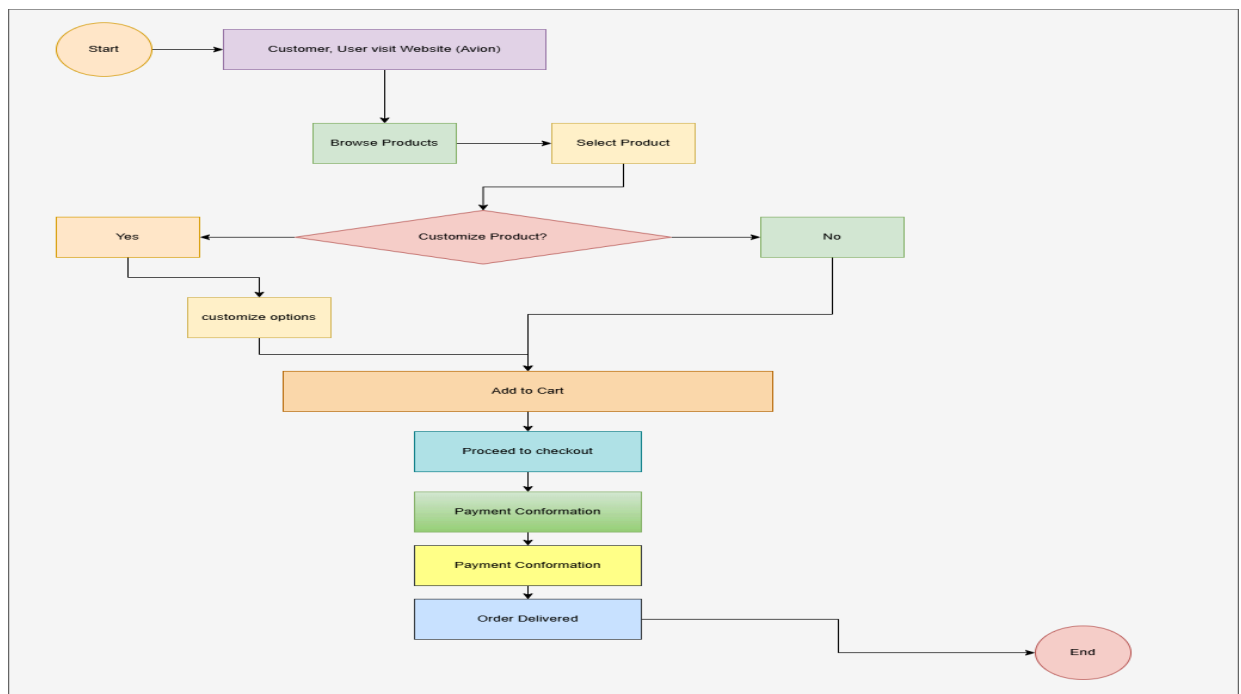 Start
Customer, User visit Website (Avion)
Browse Products
Select Product
Yes
Customize Product?
No
customize options
Add to Cart
Proceed to checkout
Payment Conformation
Payment Conformation
Order Delivered
End